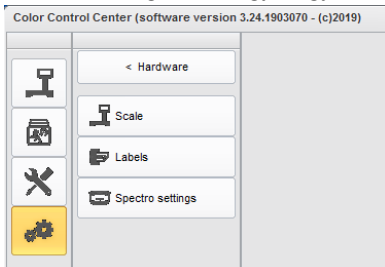 Color Control Center (software version 3.24.1903070 - (c)2019)
< Hardware
Scale
Labels
Spectro settings